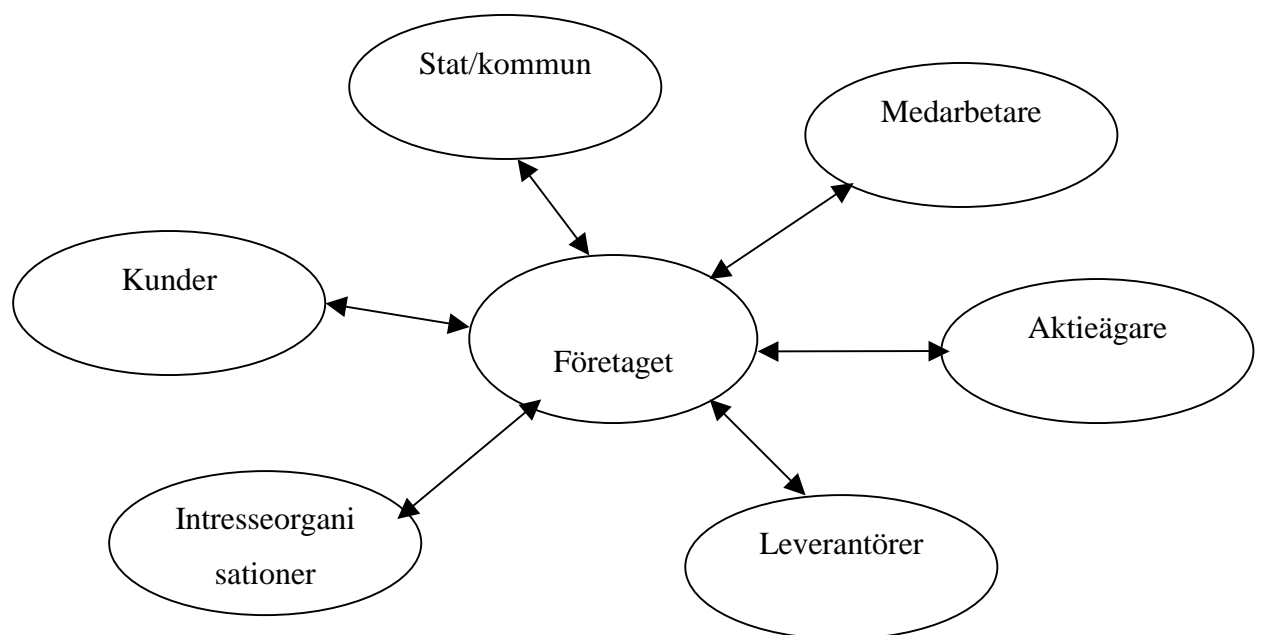 Stat/kommun
Medarbetare
Kunder
Aktieägare
Företaget
Intresseorgani
sationer
Leverantörer